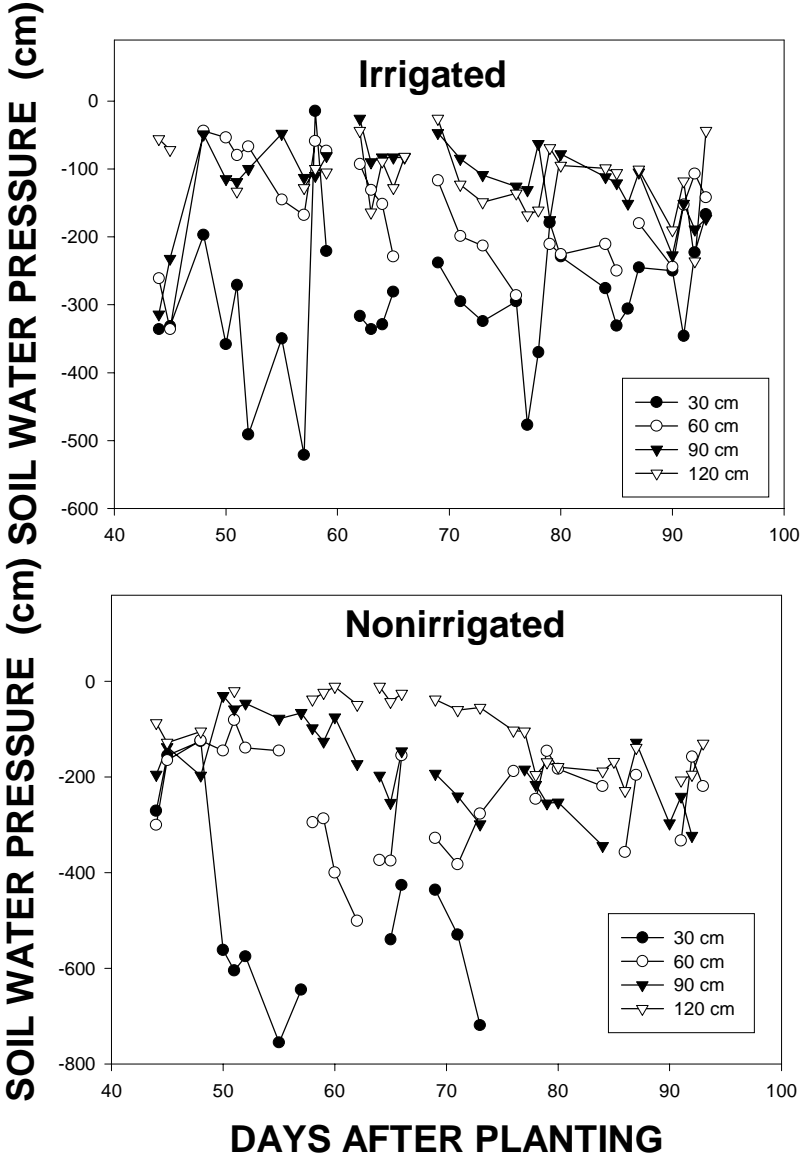 SOIL WATER PRESSURE (cm)
Irrigated
0
-100
-200
-300
-400
-500
-600
40 50 60 70 80 90 100
30 cm
60 cm
90 cm
120 cm
SOIL WATER PRESSURE (cm)
Nonirrigated
0
-200
-400
-600
-800
40 50 60 70 80 90 100
30 cm
60 cm
90 cm
120 cm
DAYS AFTER PLANTING